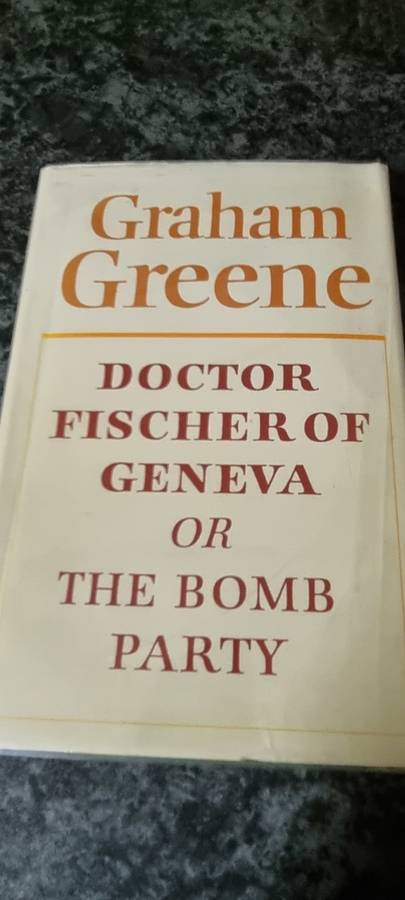 Graham
Greene
DOCTOR
FISCHER OF
GENEVA
OR
THE BOMB
PARTY